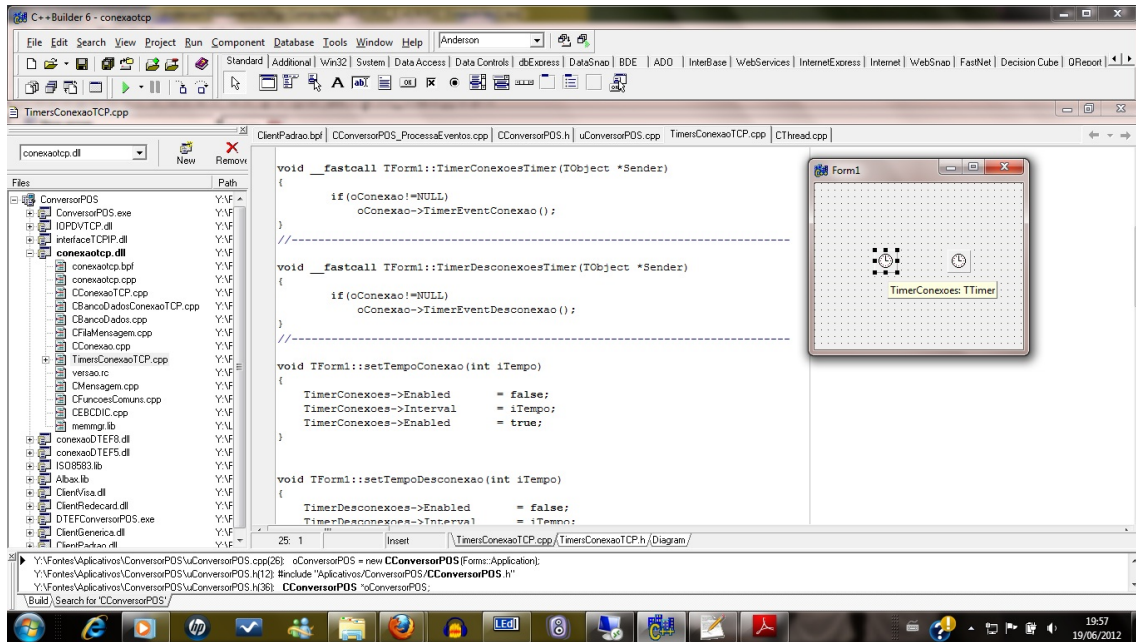 C++Builder 6 - conexaotcp
File Edit Search View Project Run Component Database Tools Window Help Anderson
Standard Additional Win32 System Data Access Data Controls dbExpress DataSnap BDE ADO InterBase WebServices InternetExpress Internet WebSnap FastNet Decision Cube QReport
TimersConexaoTCP.cpp
ClientPadrao.bpf CConversorPOS_ProcessaEventos.cpp CConversorPOS.h uConversorPOS.cpp TimersConexaoTCP.cpp CThread.cpp
conexaotcp.dll New Remove
Files Path
ConversorPOS Y:\F
ConversorPOS.exe Y:\F
IOPDVTCP.dll Y:\F
interfaceTCPIP.dll Y:\F
conexaotcp.dll Y:\F
conexaotcp.bpf Y:\F
conexaotcp.cpp Y:\F
CConexaoTCP.cpp Y:\F
CBancoDadosConexaoTCP.cpp Y:\F
CBancoDados.cpp Y:\F
CFilaMensagem.cpp Y:\F
CConexao.cpp Y:\F
TimersConexaoTCP.cpp Y:\F
versao.rc Y:\F
CMensagem.cpp Y:\F
CFuncoesComuns.cpp Y:\F
CEBCDIC.cpp Y:\F
memmgr.lib Y:\L
conexaoDTEF8.dll Y:\F
conexaoDTEF5.dll Y:\F
ISO8583.lib Y:\F
Albax.lib Y:\F
ClientVisa.dll Y:\F
ClientRedecard.dll Y:\F
DTEFConversorPOS.exe Y:\F
ClientGenerica.dll Y:\F
ClientPadrao.dll Y:\F
void __fastcall TForm1::TimerConexoesTimer(TObject *Sender)
{
if(oConexao!=NULL)
oConexao->TimerEventConexao();
}
//----------------------------------------------------------------------
void __fastcall TForm1::TimerDesconexoesTimer(TObject *Sender)
{
if(oConexao!=NULL)
oConexao->TimerEventDesconexao();
}
//----------------------------------------------------------------------
void TForm1::setTempoConexao(int iTempo)
{
TimerConexoes->Enabled = false;
TimerConexoes->Interval = iTempo;
TimerConexoes->Enabled = true;
}
void TForm1::setTempoDesconexao(int iTempo)
{
TimerDesconexoes->Enabled = false;
TimerDesconexoes->Interval = iTempo;
Form1
TimerConexoes: TTimer
25: 1 Insert TimersConexaoTCP.cpp TimersConexaoTCP.h Diagram
Y:\Fontes\Aplicativos\ConversorPOS\uConversorPOS.cpp(26): oConversorPOS = new CConversorPOS(Forms::Application);
Y:\Fontes\Aplicativos\ConversorPOS\uConversorPOS.h(12): #include "Aplicativos/ConversorPOS/CConversorPOS.h"
Y:\Fontes\Aplicativos\ConversorPOS\uConversorPOS.h(36): CConversorPOS *oConversorPOS;
Build Search for 'CConversorPOS'
hp
LEd
8
19:57
19/06/2012